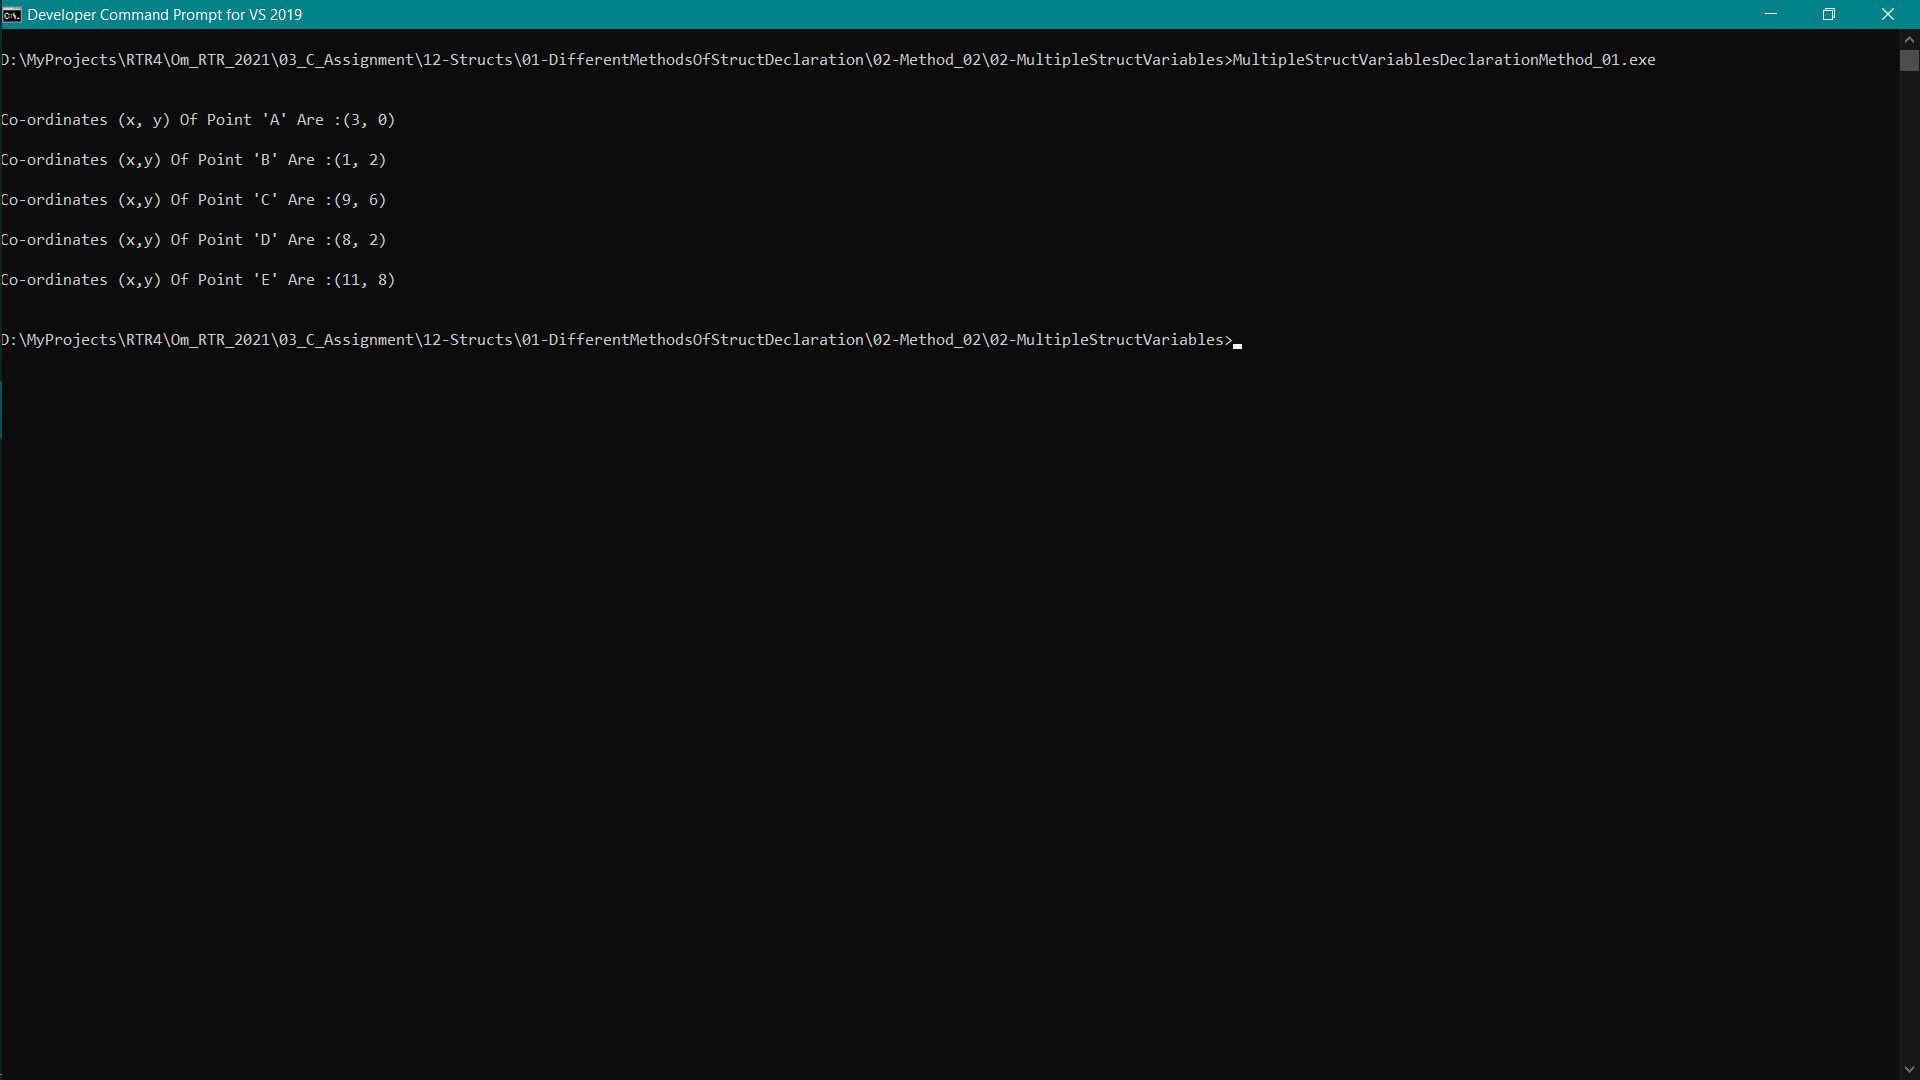 Developer Command Prompt for VS 2019
D:\MyProjects\RTR4\Om_RTR_2021\03_C_Assignment\12-Structs\01-DifferentMethodsOfStructDeclaration\02-Method_02\02-MultipleStructVariables>MultipleStructVariablesDeclarationMethod_01.exe
Co-ordinates (x, y) Of Point 'A' Are :(3, 0)
Co-ordinates (x,y) Of Point 'B' Are :(1, 2)
Co-ordinates (x,y) Of Point 'C' Are :(9, 6)
Co-ordinates (x,y) Of Point 'D' Are :(8, 2)
Co-ordinates (x,y) Of Point 'E' Are :(11, 8)
D:\MyProjects\RTR4\Om_RTR_2021\03_C_Assignment\12-Structs\01-DifferentMethodsOfStructDeclaration\02-Method_02\02-MultipleStructVariables>